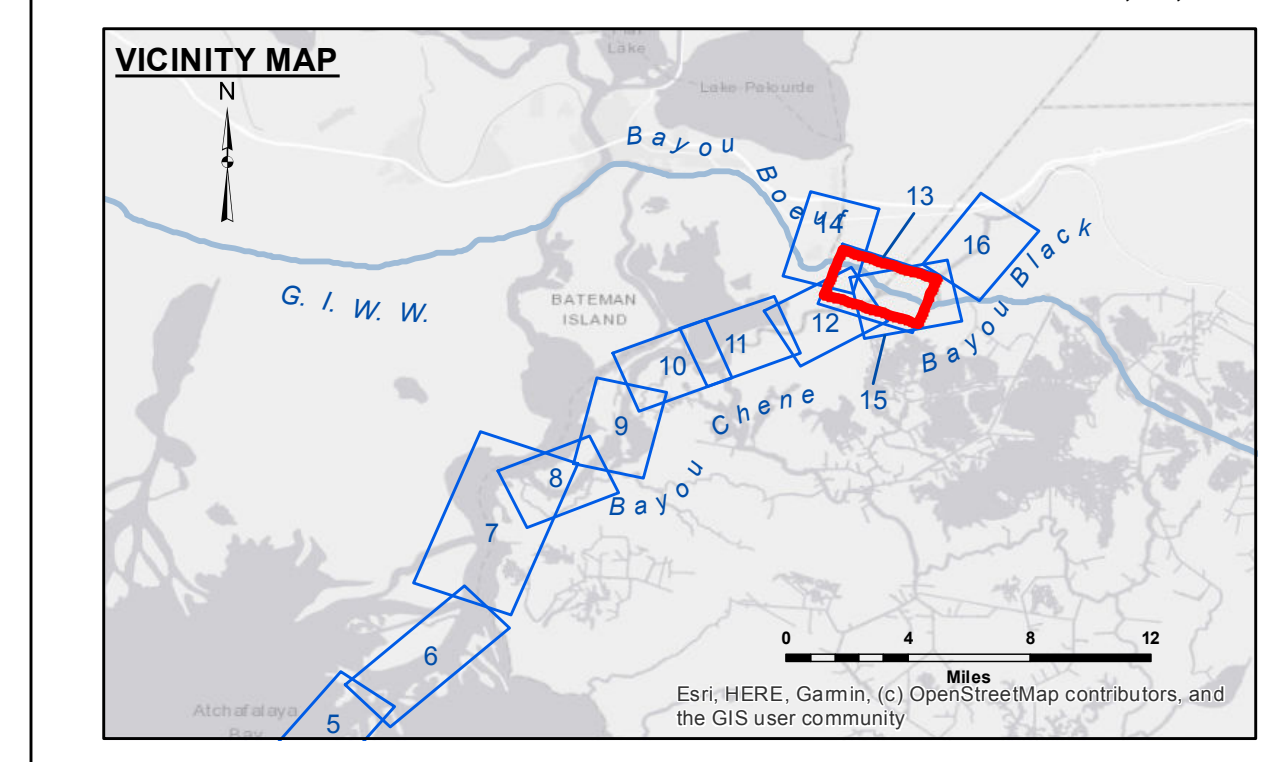 VICINITY MAP
N
Lake
Lake Palourde
Bayou Boeuf
13
14
16
G. I. W. W.
BATEMAN
ISLAND
Bayou Black
12
11
10
15
9
Bayou Chene
8
7
6
5
Atchafalaya
Bay
0 4 8 12
Miles
Esri, HERE, Garmin, (c) OpenStreetMap contributors, and
the GIS user community